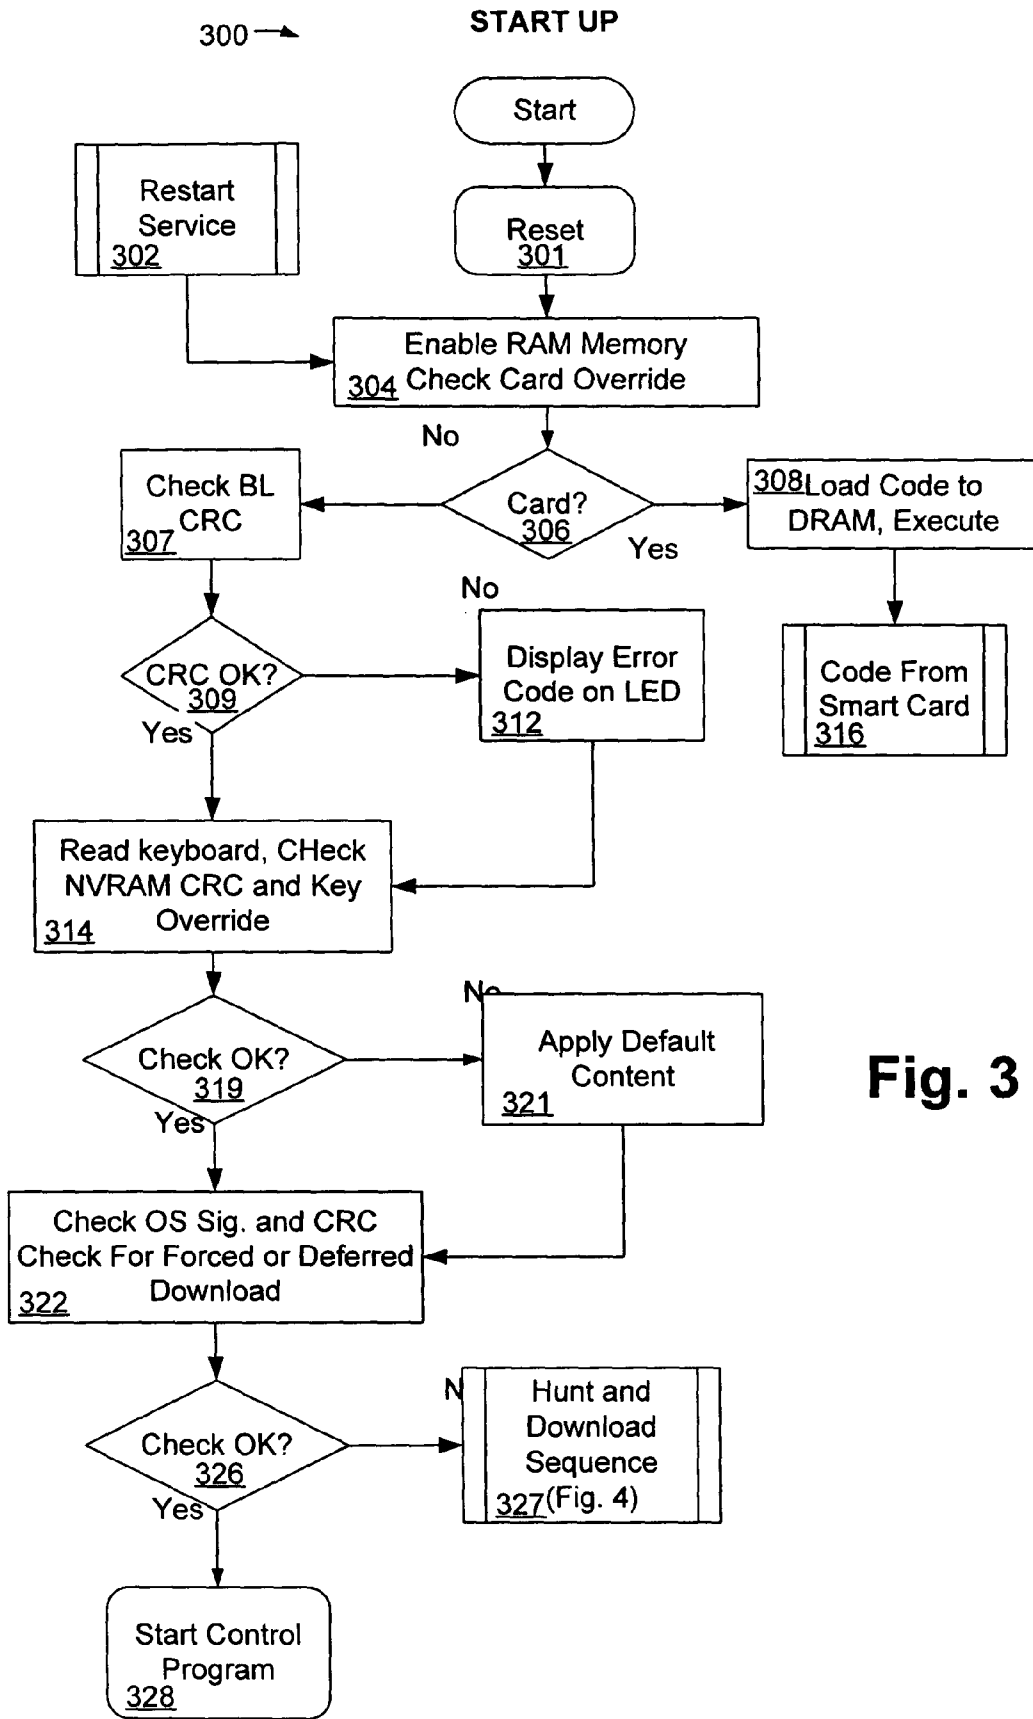 START UP
300
Start
Restart
Service
302
Reset
301
Enable RAM Memory
304 Check Card Override
No
Check BL
CRC
307
Card?
306
Yes
308 Load Code to
DRAM, Execute
No
CRC OK?
309
Yes
Display Error
Code on LED
312
Code From
Smart Card
316
Read keyboard, CHeck
NVRAM CRC and Key
Override
314
No
Check OK?
319
Yes
Apply Default
Content
321
Fig. 3
Check OS Sig. and CRC
Check For Forced or Deferred
Download
322
N
Check OK?
326
Yes
Hunt and
Download
Sequence
327 (Fig. 4)
Start Control
Program
328